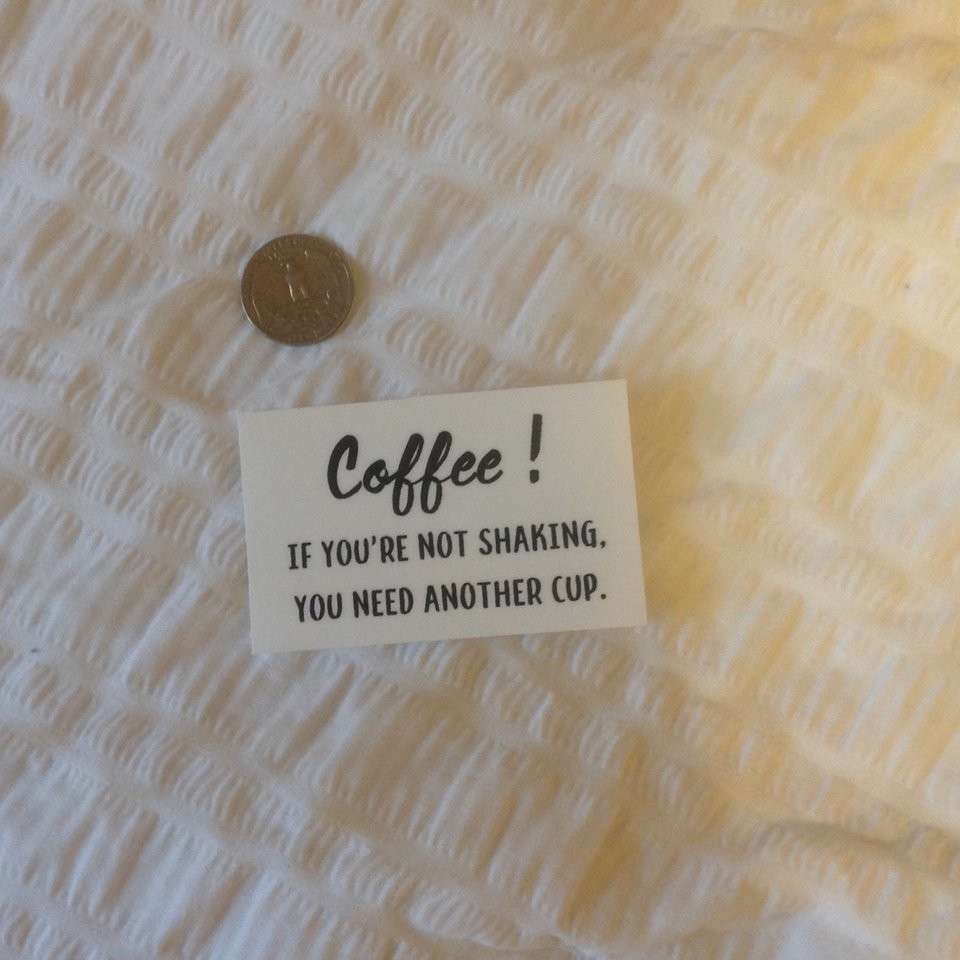 Coffee !
IF YOU'RE NOT SHAKING,
YOU NEED ANOTHER CUP.